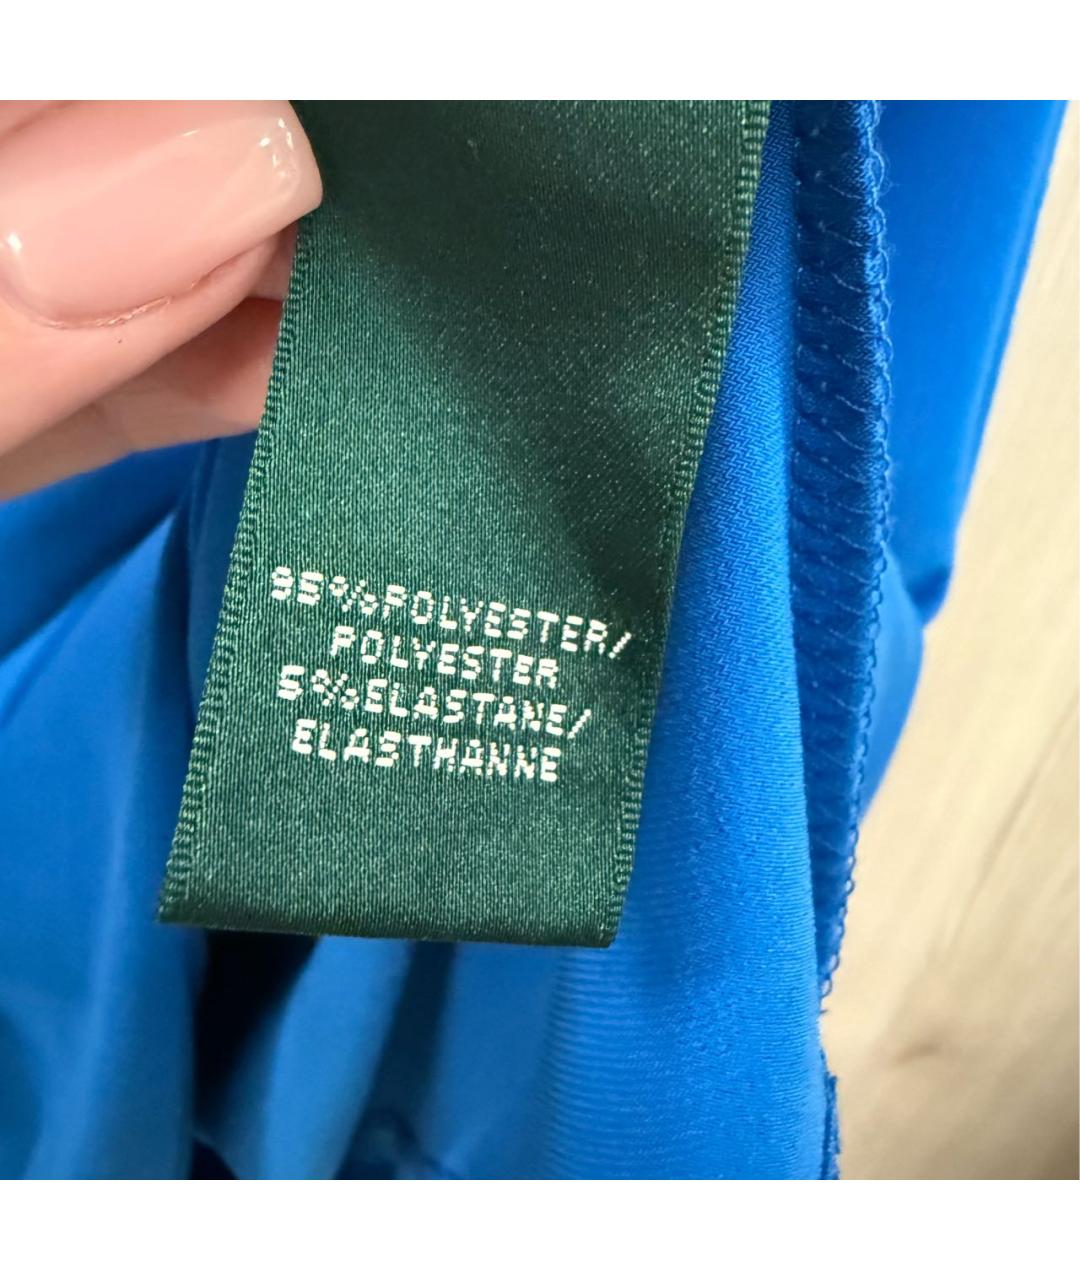 95%POLYESTER/
POLYESTER
5%ELASTANE/
ELASTHANNE